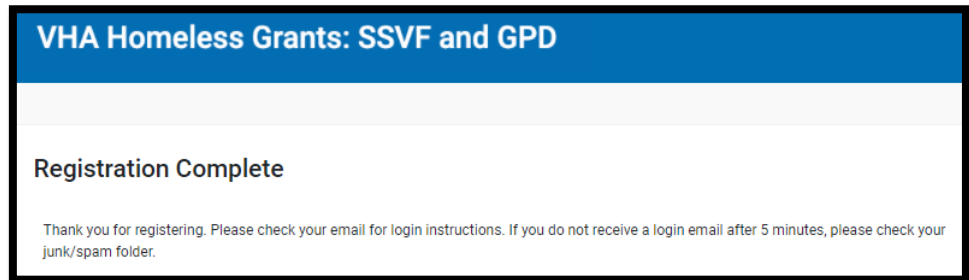 VHA Homeless Grants: SSVF and GPD
Registration Complete
Thank you for registering. Please check your email for login instructions. If you do not receive a login email after 5 minutes, please check your
junk/spam folder.